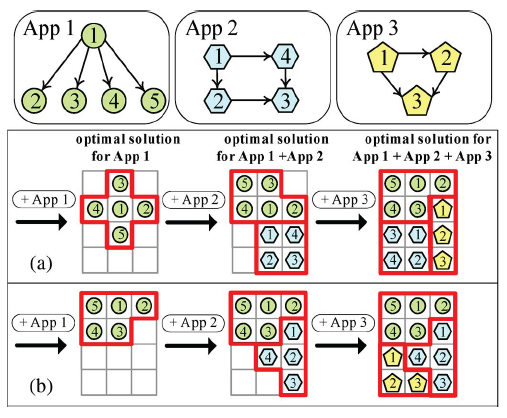 App 1 App 2 App 3
1 1 4 1 2
2 3 4 5 2 3 3
optimal solution for App 1
optimal solution for App 1 +App 2
optimal solution for App 1 + App 2 + App 3
+ App 1
3
4 1 2
5
+ App 2
5 3
4 1 2
1 4
2 3
+ App 3
5 1 2
4 3 1
3 1 2
2 4 3
(a)
+ App 1
5 1 2
4 3
+ App 2
5 1 2
4 3 1
4 2
3
+ App 3
5 1 2
4 3 1
1 4 2
2 3 3
(b)